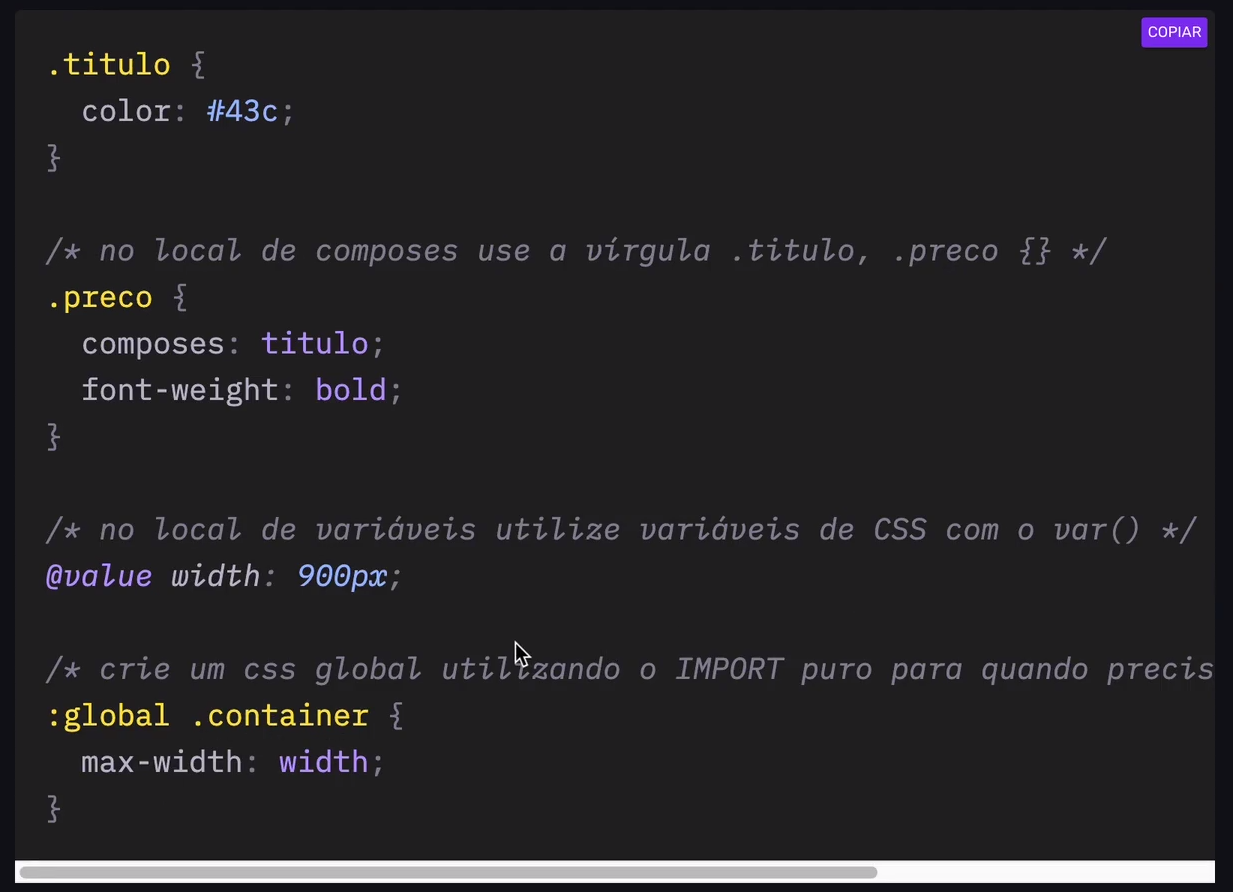 COPIAR
.titulo {
color: #43c;
}
/* no local de composes use a vírgula .titulo, .preco {} */
.preco {
composes: titulo;
font-weight: bold;
}
/* no local de variáveis utilize variáveis de CSS com o var() */
@value width: 900px;
/* crie um css global utilizando o IMPORT puro para quando precis
:global .container {
max-width: width;
}